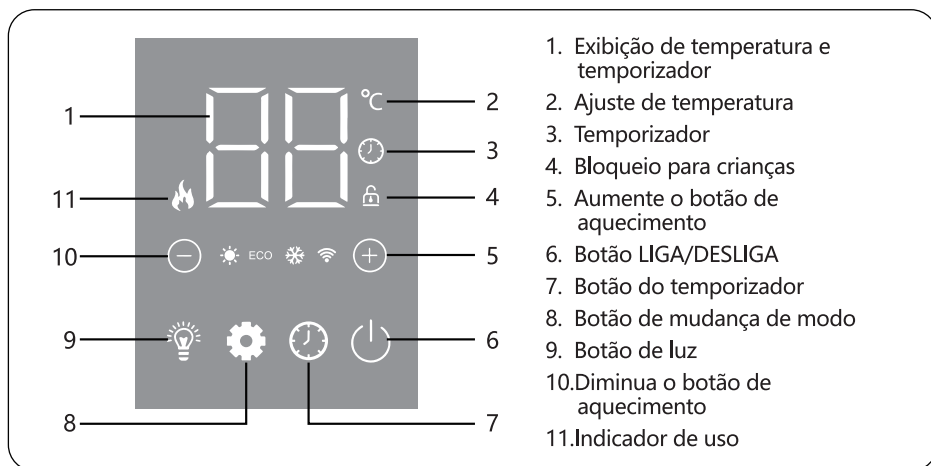 1
11
10
9
8
88
°C
ECO
2
3
4
5
6
7
1. Exibição de temperatura e
temporizador
2. Ajuste de temperatura
3. Temporizador
4. Bloqueio para crianças
5. Aumente o botão de
aquecimento
6. Botão LIGA/DESLIGA
7. Botão do temporizador
8. Botão de mudança de modo
9. Botão de luz
10.Diminua o botão de
aquecimento
11.Indicador de uso